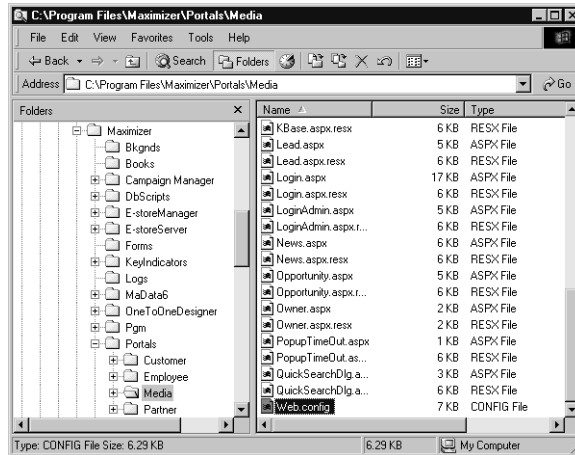 C:\Program Files\Maximizer\Portals\Media
File Edit View Favorites Tools Help
Back Search Folders
Address C:\Program Files\Maximizer\Portals\Media Go
Folders
Maximizer
Bkgnds
Books
Campaign Manager
DbScripts
E-storeManager
E-storeServer
Forms
KeyIndicators
Logs
MaData6
OneToOneDesigner
Pgm
Portals
Customer
Employee
Media
Partner
Name Size Type
KBase.aspx.resx 6 KB RESX File
Lead.aspx 5 KB ASPX File
Lead.aspx.resx 6 KB RESX File
Login.aspx 17 KB ASPX File
Login.aspx.resx 6 KB RESX File
LoginAdmin.aspx 5 KB ASPX File
LoginAdmin.aspx.r... 6 KB RESX File
News.aspx 6 KB ASPX File
News.aspx.resx 6 KB RESX File
Opportunity.aspx 5 KB ASPX File
Opportunity.aspx.r... 6 KB RESX File
Owner.aspx 2 KB ASPX File
Owner.aspx.resx 2 KB RESX File
PopupTimeOut.aspx 1 KB ASPX File
PopupTimeOut.as... 6 KB RESX File
QuickSearchDlg.a... 3 KB ASPX File
QuickSearchDlg.a... 6 KB RESX File
Web.config 7 KB CONFIG File
Type: CONFIG File Size: 6.29 KB 6.29 KB My Computer